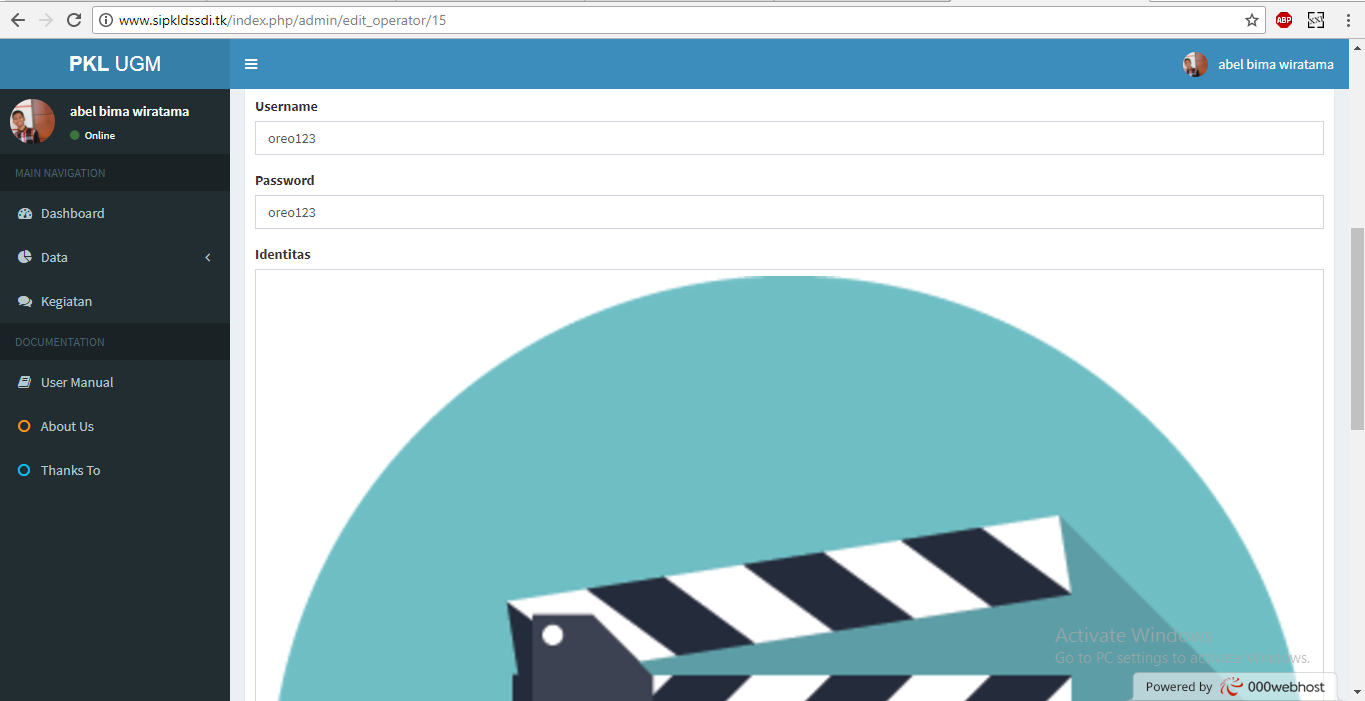 www.sipkldssdi.tk/index.php/admin/edit_operator/15
ABP
PKL UGM
abel bima wiratama
abel bima wiratama
Online
MAIN NAVIGATION
Dashboard
Data
Kegiatan
DOCUMENTATION
User Manual
About Us
Thanks To
Username
oreo123
Password
oreo123
Identitas
Activate Windows
Go to PC settings to activate Windows.
Powered by 000webhost